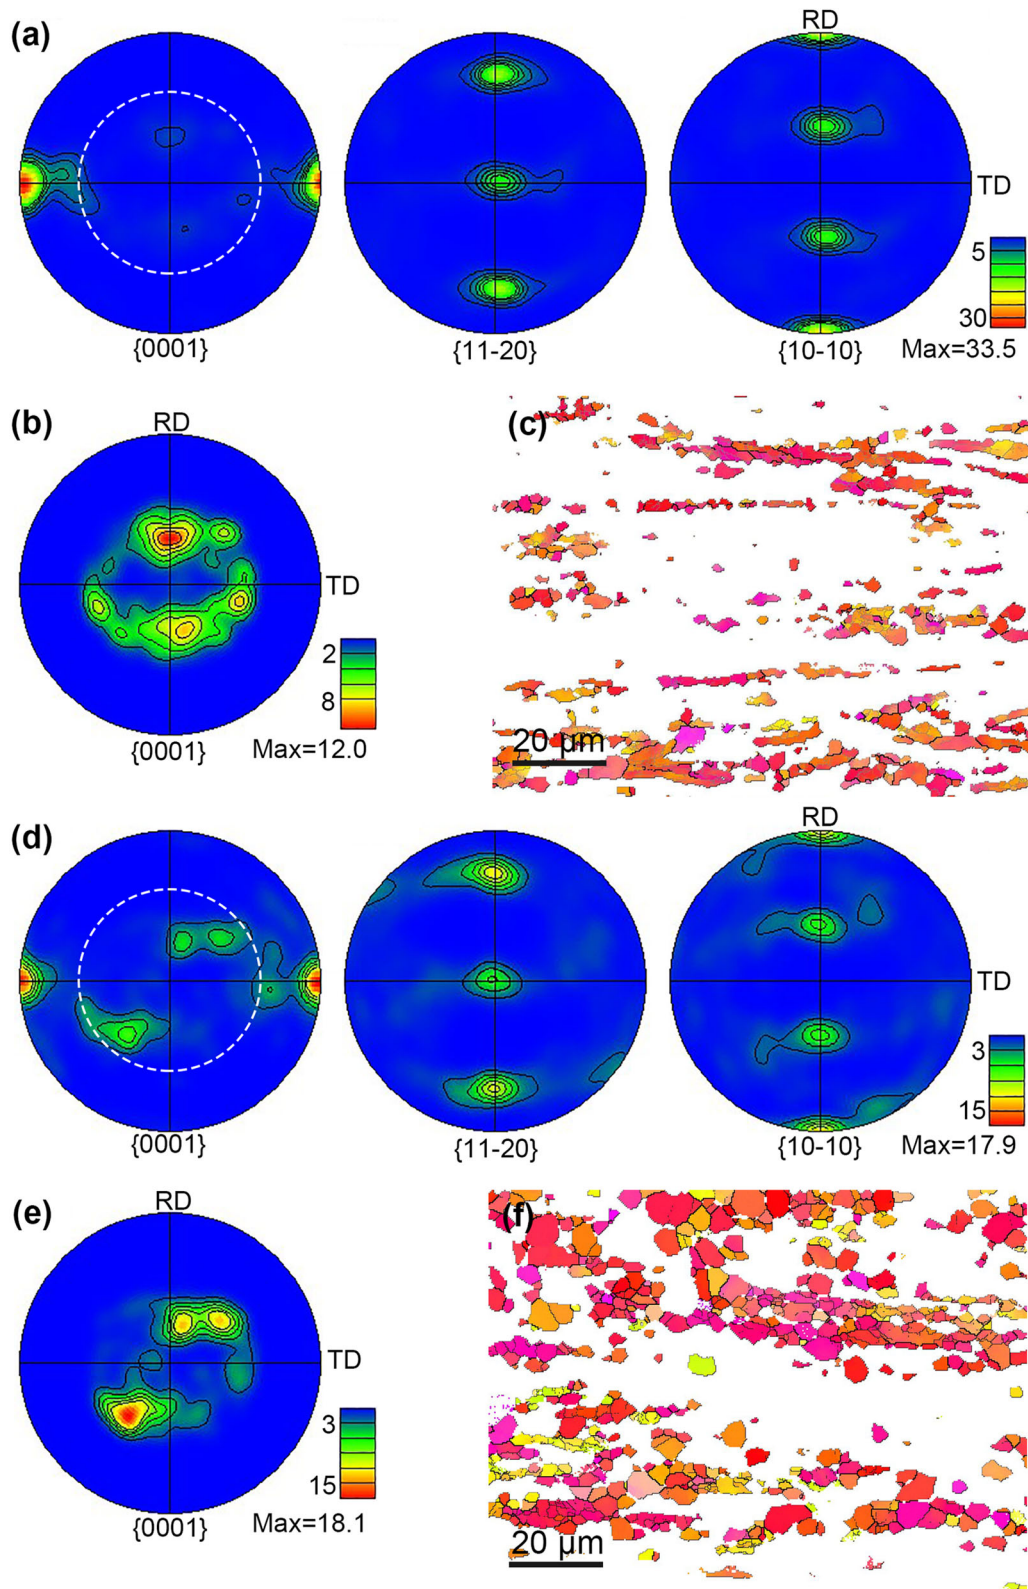 (a)
RD
TD
5
30
{0001}
{11-20}
{10-10}
Max=33.5
(b)
RD
(c)
TD
2
8
{0001}
Max=12.0
20 μm
(d)
RD
TD
3
15
{0001}
{11-20}
{10-10}
Max=17.9
(e)
RD
(f)
TD
3
15
{0001}
Max=18.1
20 μm